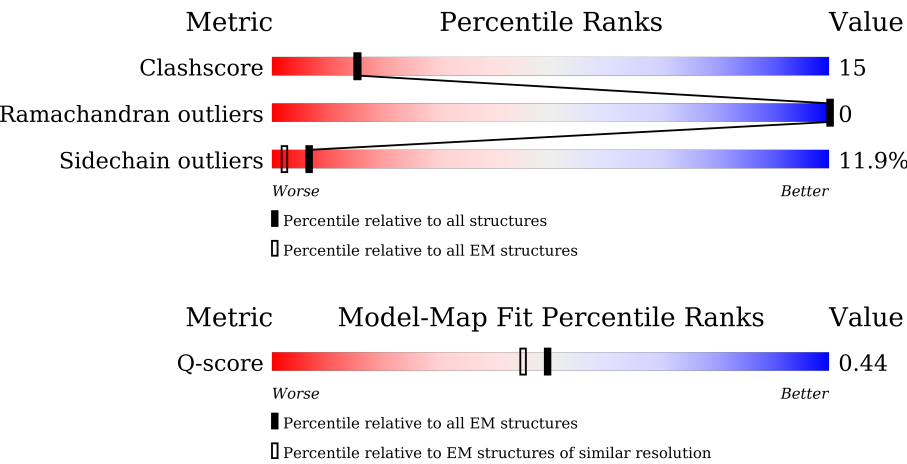 Metric Percentile Ranks Value
Clashscore 15
Ramachandran outliers 0
Sidechain outliers 11.9%
Worse Better
Percentile relative to all structures
Percentile relative to all EM structures
Metric Model-Map Fit Percentile Ranks Value
Q-score 0.44
Worse Better
Percentile relative to all EM structures
Percentile relative to EM structures of similar resolution